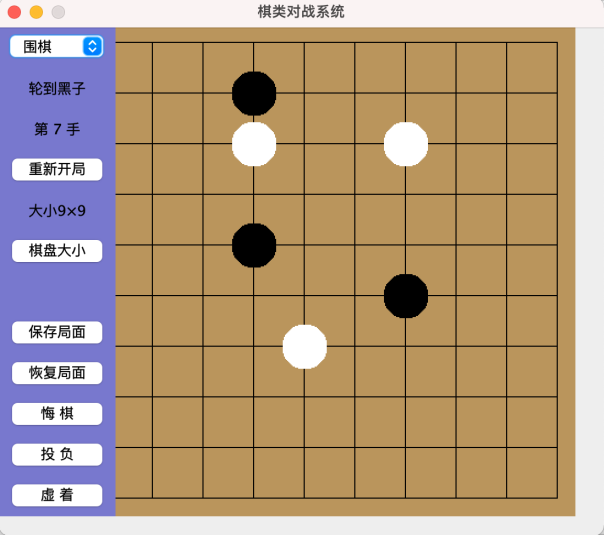 棋类对战系统
围棋
轮到黑子
第 7 手
重新开局
大小9×9
棋盘大小
保存局面
恢复局面
悔 棋
投 负
虚 着